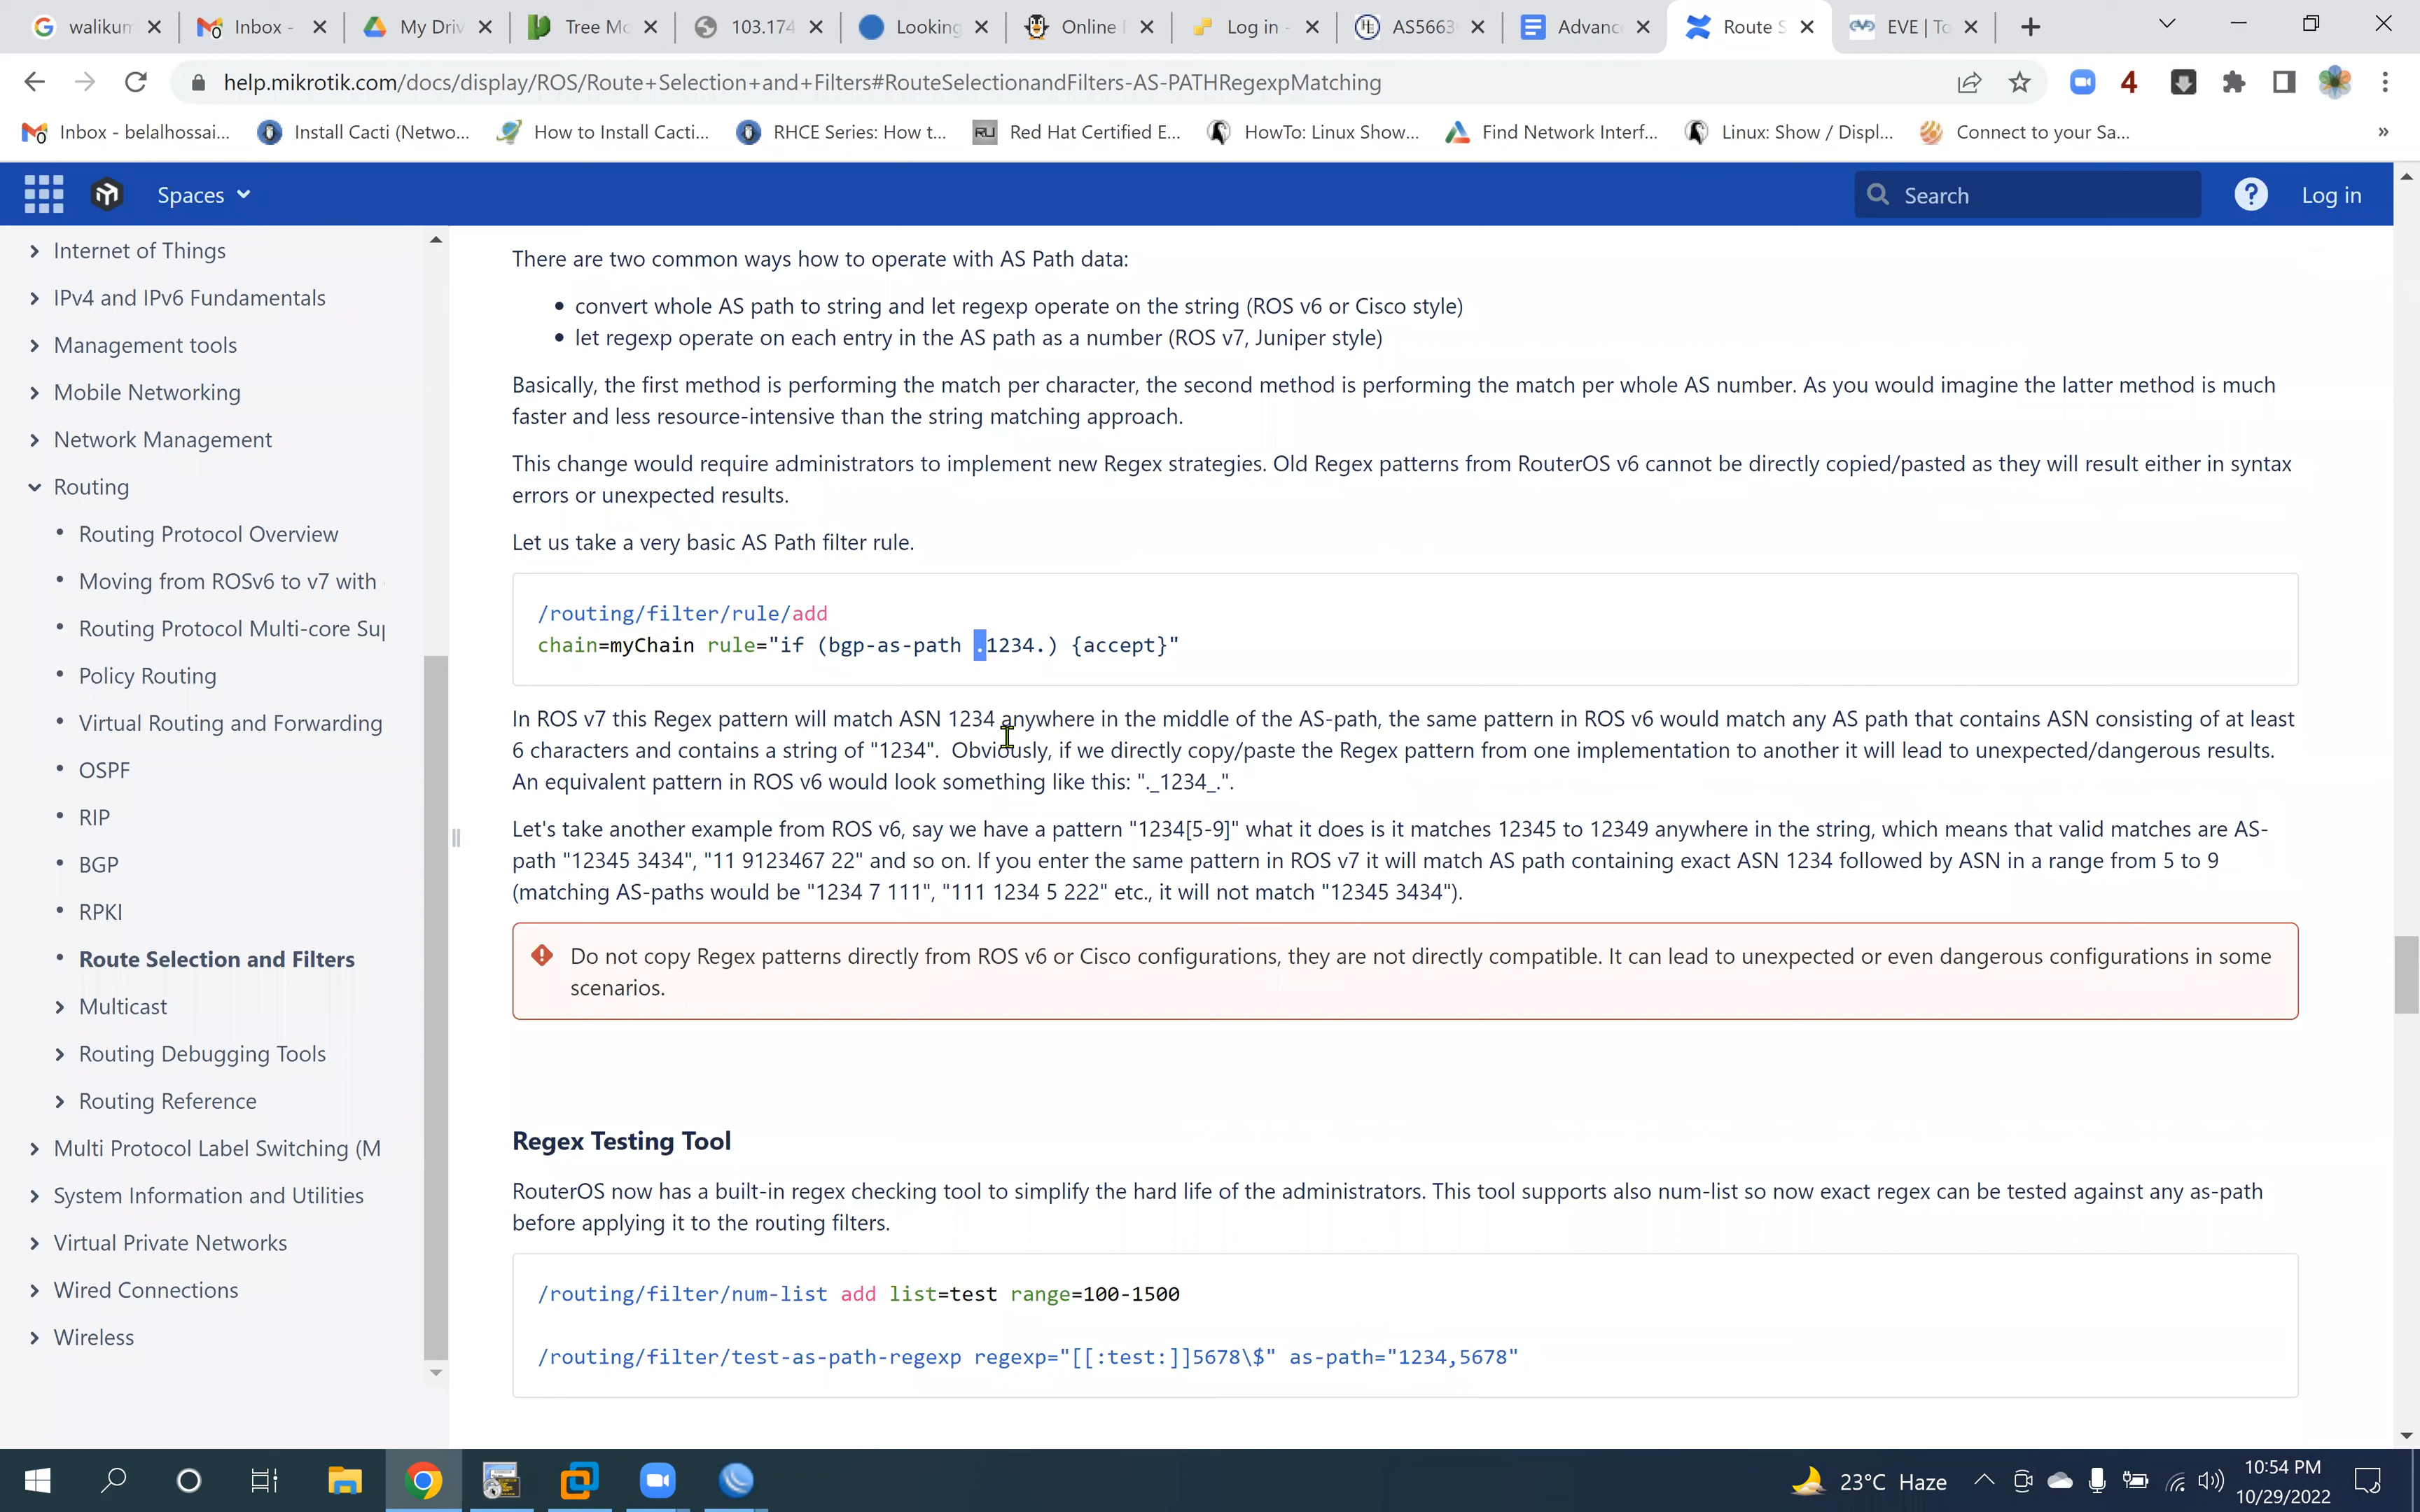 walikum
Inbox -
My Driv
Tree Mo
103.174
Looking
Online
Log in -
AS5663
Advanc
Route S
EVE | To
help.mikrotik.com/docs/display/ROS/Route+Selection+and+Filters#RouteSelectionandFilters-AS-PATHRegexpMatching
4
Inbox - belalhossai...
Install Cacti (Netwo...
How to Install Cacti...
RHCE Series: How t...
RU
Red Hat Certified E...
HowTo: Linux Show...
Find Network Interf...
Linux: Show / Displ...
Connect to your Sa...
»
Spaces
Search
?
Log in
Internet of Things
IPv4 and IPv6 Fundamentals
Management tools
Mobile Networking
Network Management
Routing
• Routing Protocol Overview
• Moving from ROSv6 to v7 with
• Routing Protocol Multi-core Sup
• Policy Routing
• Virtual Routing and Forwarding
• OSPF
• RIP
• BGP
• RPKI
• Route Selection and Filters
Multicast
Routing Debugging Tools
Routing Reference
Multi Protocol Label Switching (M
System Information and Utilities
Virtual Private Networks
Wired Connections
Wireless
There are two common ways how to operate with AS Path data:
• convert whole AS path to string and let regexp operate on the string (ROS v6 or Cisco style)
• let regexp operate on each entry in the AS path as a number (ROS v7, Juniper style)
Basically, the first method is performing the match per character, the second method is performing the match per whole AS number. As you would imagine the latter method is much
faster and less resource-intensive than the string matching approach.
This change would require administrators to implement new Regex strategies. Old Regex patterns from RouterOS v6 cannot be directly copied/pasted as they will result either in syntax
errors or unexpected results.
Let us take a very basic AS Path filter rule.
/routing/filter/rule/add
chain=myChain rule="if (bgp-as-path .1234.) {accept}"
In ROS v7 this Regex pattern will match ASN 1234 anywhere in the middle of the AS-path, the same pattern in ROS v6 would match any AS path that contains ASN consisting of at least
6 characters and contains a string of "1234". Obviously, if we directly copy/paste the Regex pattern from one implementation to another it will lead to unexpected/dangerous results.
An equivalent pattern in ROS v6 would look something like this: "._1234_.".
Let's take another example from ROS v6, say we have a pattern "1234[5-9]" what it does is it matches 12345 to 12349 anywhere in the string, which means that valid matches are AS-
path "12345 3434", "11 9123467 22" and so on. If you enter the same pattern in ROS v7 it will match AS path containing exact ASN 1234 followed by ASN in a range from 5 to 9
(matching AS-paths would be "1234 7 111", "111 1234 5 222" etc., it will not match "12345 3434").
Do not copy Regex patterns directly from ROS v6 or Cisco configurations, they are not directly compatible. It can lead to unexpected or even dangerous configurations in some
scenarios.
Regex Testing Tool
RouterOS now has a built-in regex checking tool to simplify the hard life of the administrators. This tool supports also num-list so now exact regex can be tested against any as-path
before applying it to the routing filters.
/routing/filter/num-list add list=test range=100-1500
/routing/filter/test-as-path-regexp regexp="[[:test:]]5678\$" as-path="1234,5678"
23°C Haze
10:54 PM
10/29/2022